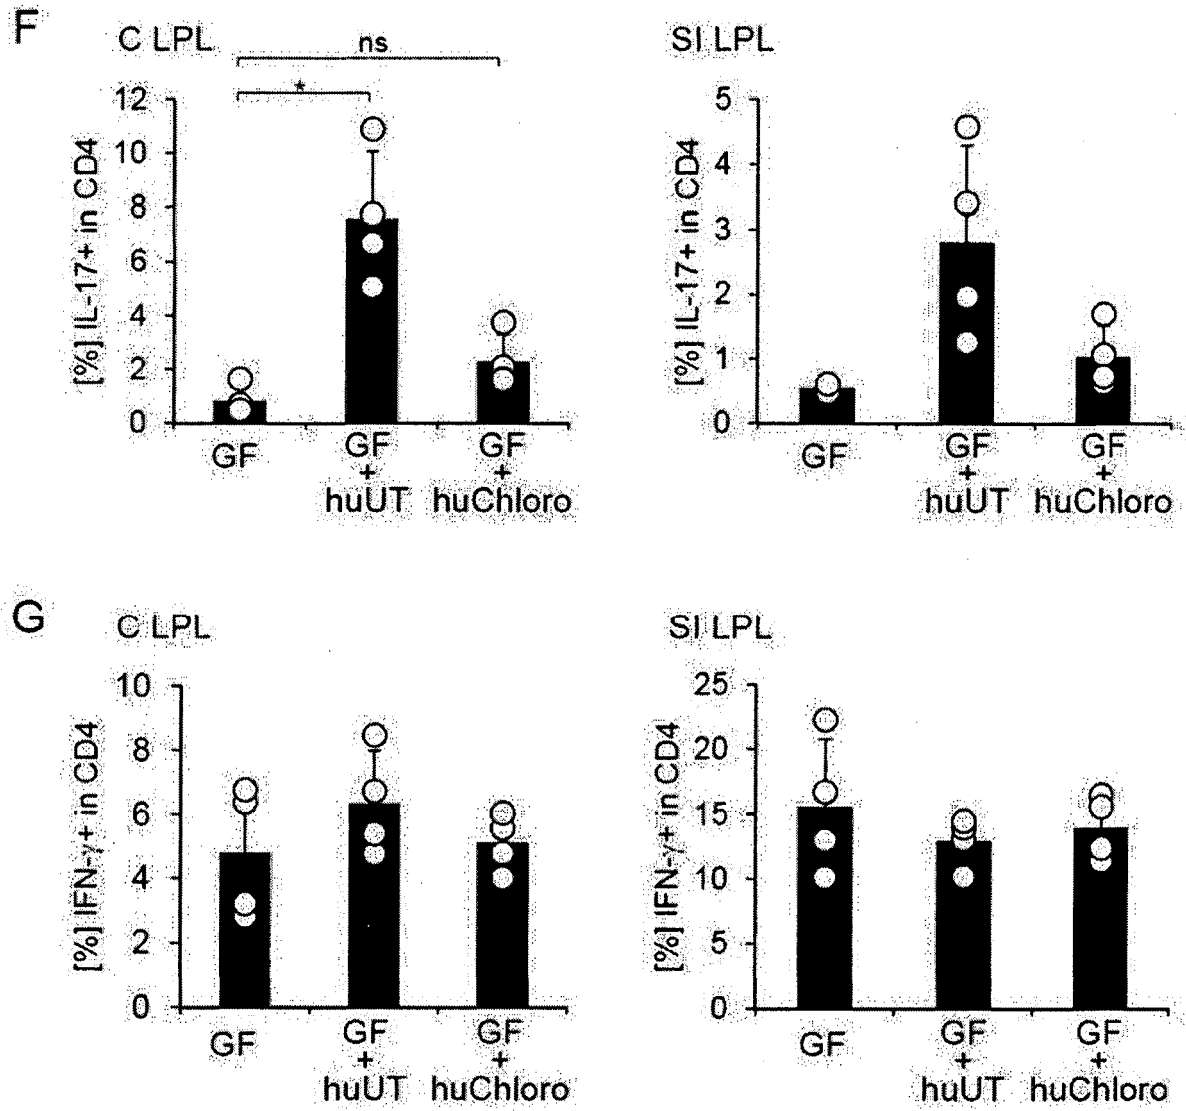 F
C LPL
ns
*
[%] IL-17+ in CD4
12
10
8
6
4
2
0
GF
GF
+
huUT
GF
+
huChloro
SI LPL
[%] IL-17+ in CD4
5
4
3
2
1
0
GF
GF
+
huUT
GF
+
huChloro
G
C LPL
[%] IFN-γ+ in CD4
10
8
6
4
2
0
GF
GF
+
huUT
GF
+
huChloro
SI LPL
[%] IFN-γ+ in CD4
25
20
15
10
5
0
GF
GF
+
huUT
GF
+
huChloro